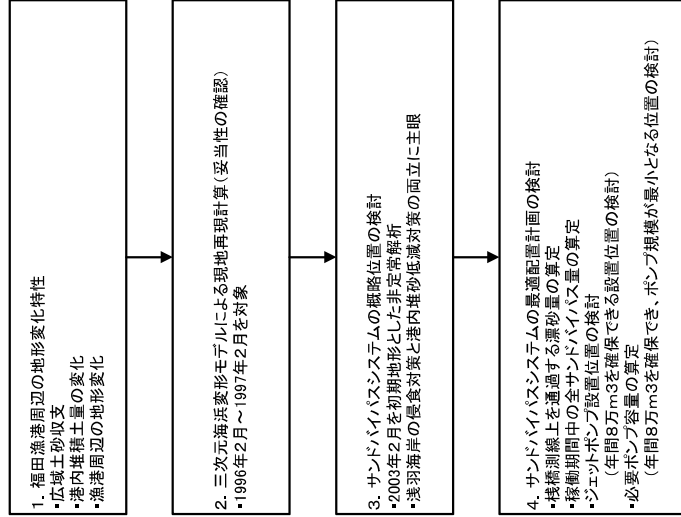 1. 福田漁港周辺の地形変化特性
▪広域土砂収支
▪港内堆積土量の変化
▪漁港周辺の地形変化
2. 三次元海浜変形モデルによる現地再現計算(妥当性の確認)
▪1996年2月~1997年2月を対象
3. サンドバイパスシステムの概略位置の検討
▪2003年2月を初期地形とした非定常解析
▪浅羽海岸の侵食対策と港内堆砂低減対策の両立に主眼
4. サンドバイパスシステムの最適配置計画の検討
▪桟橋測線上を通過する漂砂量の算定
▪稼働期間中の全サンドバイパス量の算定
▪ジェットポンプ設置位置の検討
(年間8万m3を確保できる設置位置の検討)
▪必要ポンプ容量の算定
(年間8万m3を確保でき、ポンプ規模が最小となる位置の検討)